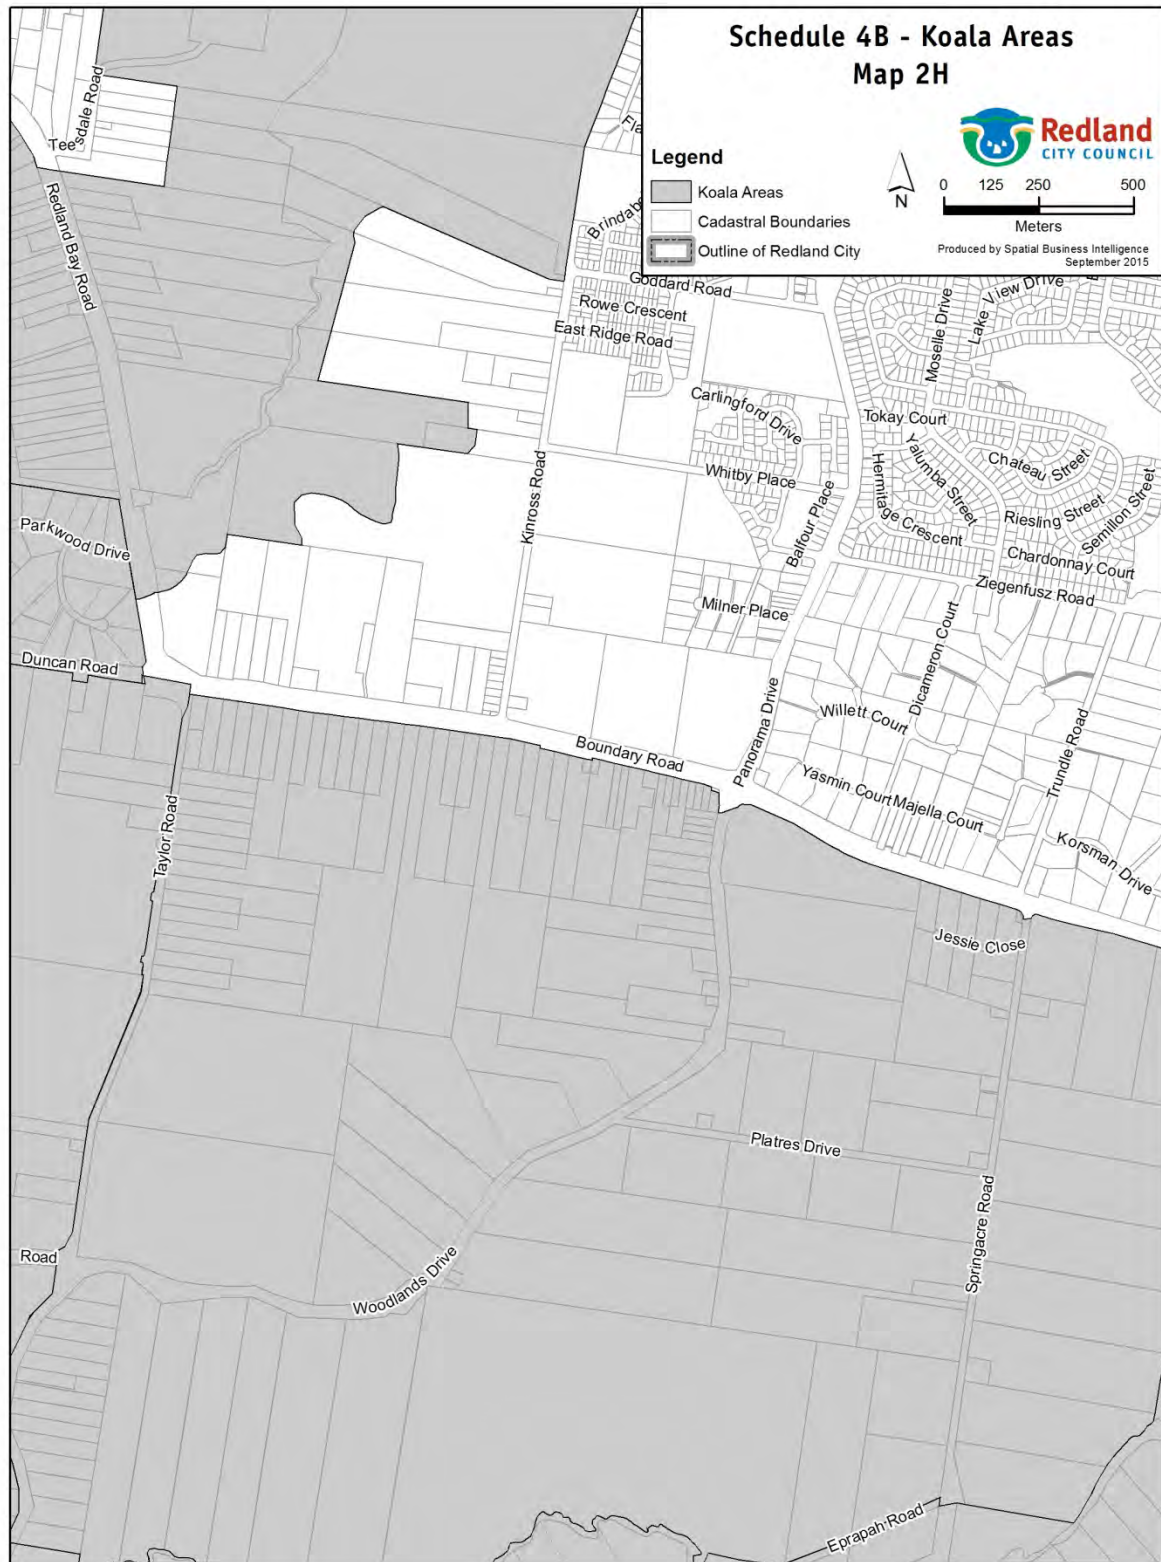 Schedule 4B - Koala Areas
Map 2H
Redland
CITY COUNCIL
Legend
Koala Areas
Cadastral Boundaries
Outline of Redland City
N
0 125 250 500
Meters
Produced by Spatial Business Intelligence
September 2015
Teesdale Road
Redland Bay Road
Goddard Road
Rowe Crescent
East Ridge Road
Moselle Drive
Lake View Drive
Carlingford Drive
Tokay Court
Whitby Place
Hermitage Crescent
Yalumba Street
Chateau Street
Riesling Street
Semillon Street
Kinross Road
Balfour Place
Chardonnay Court
Ziegenfusz Road
Parkwood Drive
Milner Place
Dicameron Court
Duncan Road
Willett Court
Panorama Drive
Trundle Road
Boundary Road
Yasmin Court
Majella Court
Korsman Drive
Taylor Road
Jessie Close
Platres Drive
Springacre Road
Road
Woodlands Drive
Eprapah Road